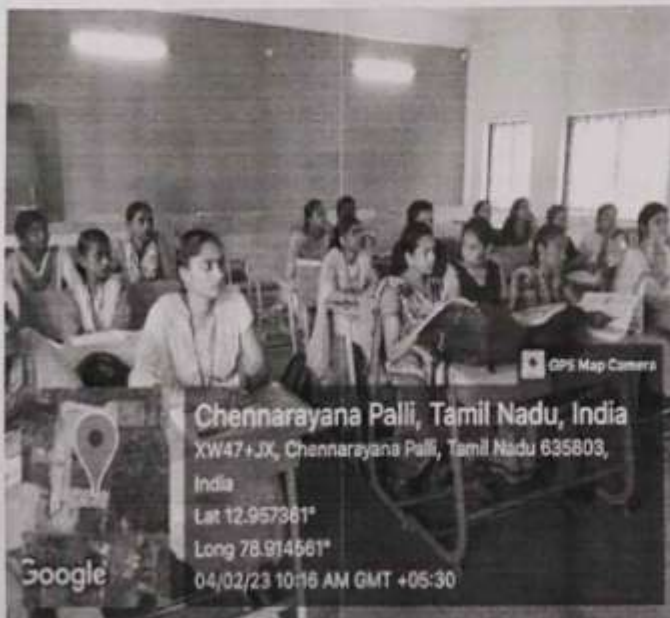 GPS Map Camera
Chennarayana Palli, Tamil Nadu, India
XW47+JX, Chennarayana Palli, Tamil Nadu 635803,
India
Lat 12.957361°
Long 78.914561°
04/02/23 10:16 AM GMT +05:30
Google